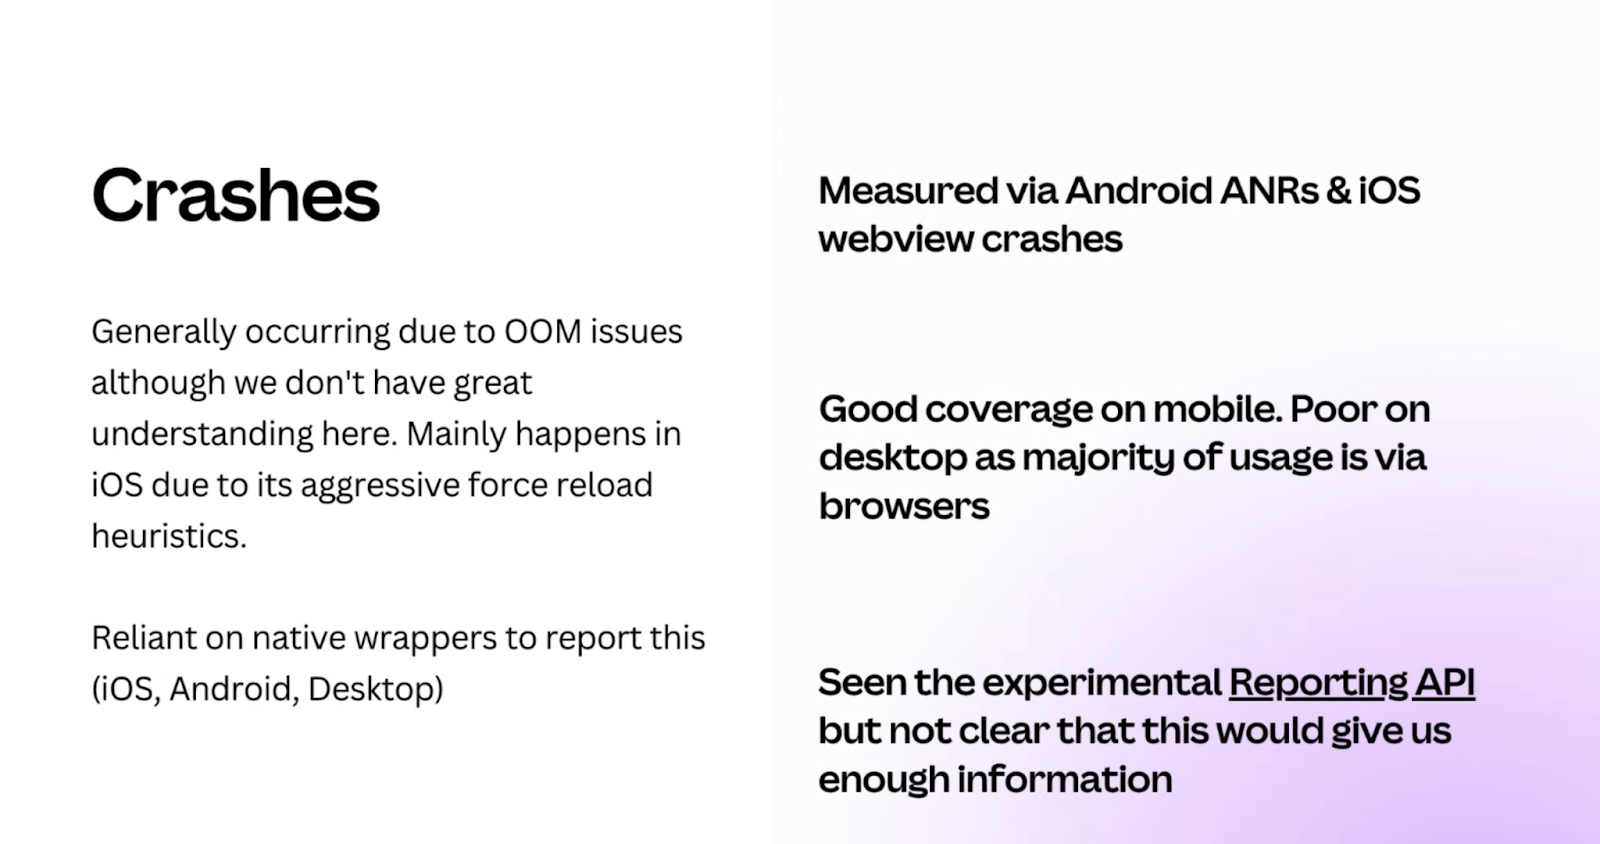 Crashes
Generally occurring due to OOM issues
although we don't have great
understanding here. Mainly happens in
iOS due to its aggressive force reload
heuristics.
Reliant on native wrappers to report this
(iOS, Android, Desktop)
Measured via Android ANRs & iOS
webview crashes
Good coverage on mobile. Poor on
desktop as majority of usage is via
browsers
Seen the experimental Reporting API
but not clear that this would give us
enough information